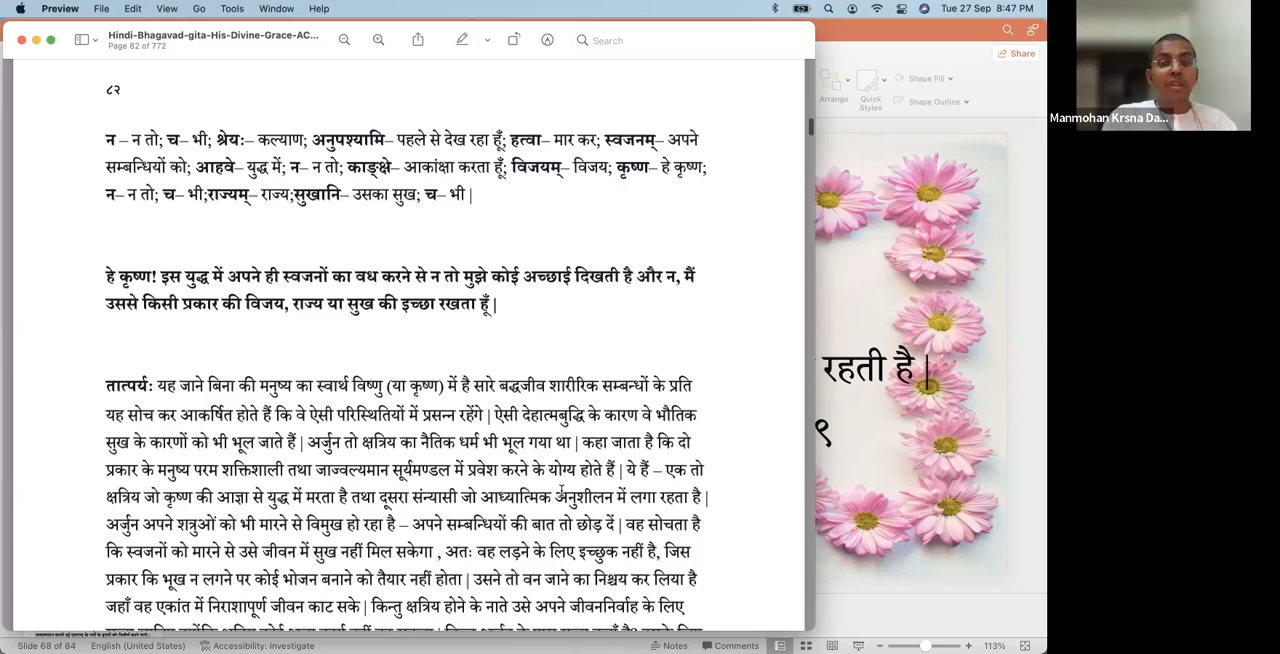 Preview File Edit View Go Tools Window Help Tue 27 Sep 8:47 PM
Hindi-Bhagavad-gita-His-Divine-Grace-AC...
Page 82 of 772
Search
Share
Arrange
Quick Styles
Shape Fill
Shape Outline
Manmohan Krsna Da...
८२
न – न तो; च– भी; श्रेयः– कल्याण; अनुपश्यामि– पहले से देख रहा हूँ; हत्वा– मार कर; स्वजनम्– अपने
सम्बन्धियों को; आहवे– युद्ध में; न– न तो; काङ्क्षे– आकांक्षा करता हूँ; विजयम्– विजय; कृष्ण– हे कृष्ण;
न– न तो; च– भी;राज्यम्– राज्य;सुखानि– उसका सुख; च– भी |
हे कृष्ण! इस युद्ध में अपने ही स्वजनों का वध करने से न तो मुझे कोई अच्छाई दिखती है और न, मैं
उससे किसी प्रकार की विजय, राज्य या सुख की इच्छा रखता हूँ |
तात्पर्य: यह जाने बिना की मनुष्य का स्वार्थ विष्णु (या कृष्ण) में है सारे बद्धजीव शारीरिक सम्बन्धों के प्रति
यह सोच कर आकर्षित होते हैं कि वे ऐसी परिस्थितियों में प्रसन्न रहेंगे | ऐसी देहात्मबुद्धि के कारण वे भौतिक
सुख के कारणों को भी भूल जाते हैं | अर्जुन तो क्षत्रिय का नैतिक धर्म भी भूल गया था | कहा जाता है कि दो
प्रकार के मनुष्य परम शक्तिशाली तथा जाज्वल्यमान सूर्यमण्डल में प्रवेश करने के योग्य होते हैं | ये हैं – एक तो
क्षत्रिय जो कृष्ण की आज्ञा से युद्ध में मरता है तथा दूसरा संन्यासी जो आध्यात्मिक अनुशीलन में लगा रहता है |
अर्जुन अपने शत्रुओं को भी मारने से विमुख हो रहा है – अपने सम्बन्धियों की बात तो छोड़ दें | वह सोचता है
कि स्वजनों को मारने से उसे जीवन में सुख नहीं मिल सकेगा , अतः वह लड़ने के लिए इच्छुक नहीं है, जिस
प्रकार कि भूख न लगने पर कोई भोजन बनाने को तैयार नहीं होता | उसने तो वन जाने का निश्चय कर लिया है
जहाँ वह एकांत में निराशापूर्ण जीवन काट सके | किन्तु क्षत्रिय होने के नाते उसे अपने जीवननिर्वाह के लिए
रहती है |
९
Slide 68 of 84 English (United States) Accessibility: Investigate Notes Comments 113%